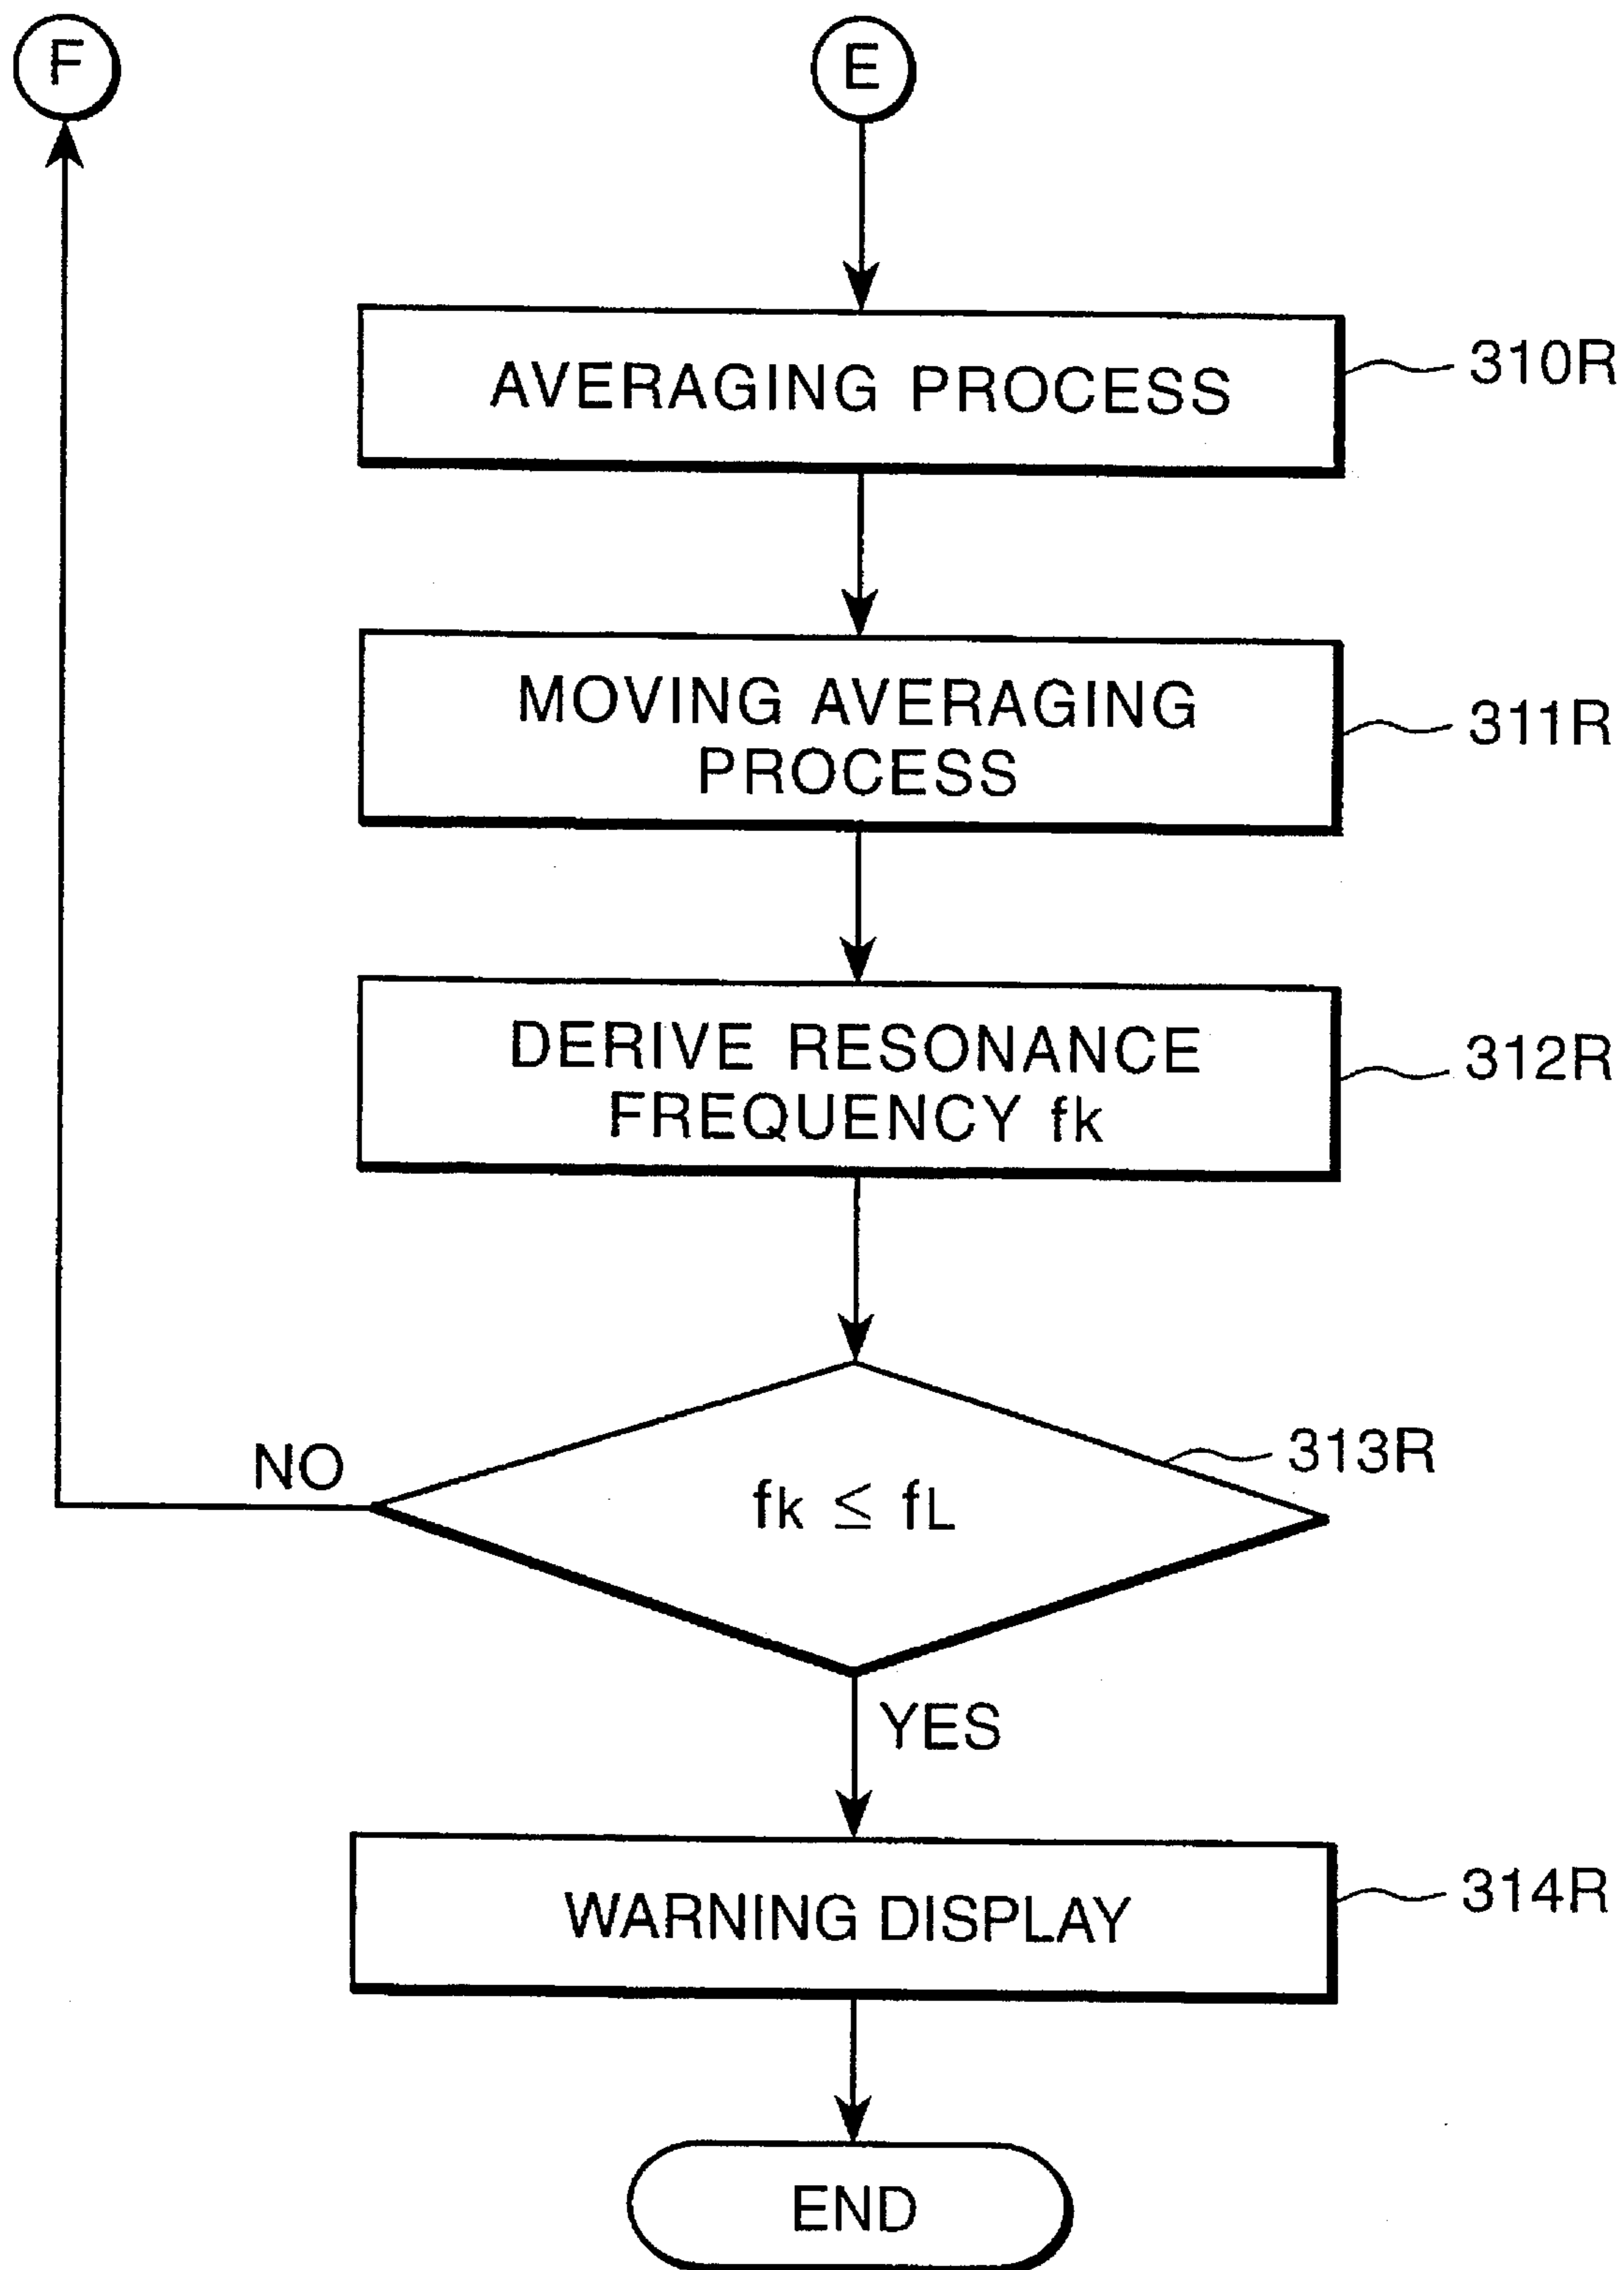 F
E
AVERAGING PROCESS
310R
MOVING AVERAGING
PROCESS
311R
DERIVE RESONANCE
FREQUENCY fk
312R
NO
fk ≤ fL
313R
YES
WARNING DISPLAY
314R
END